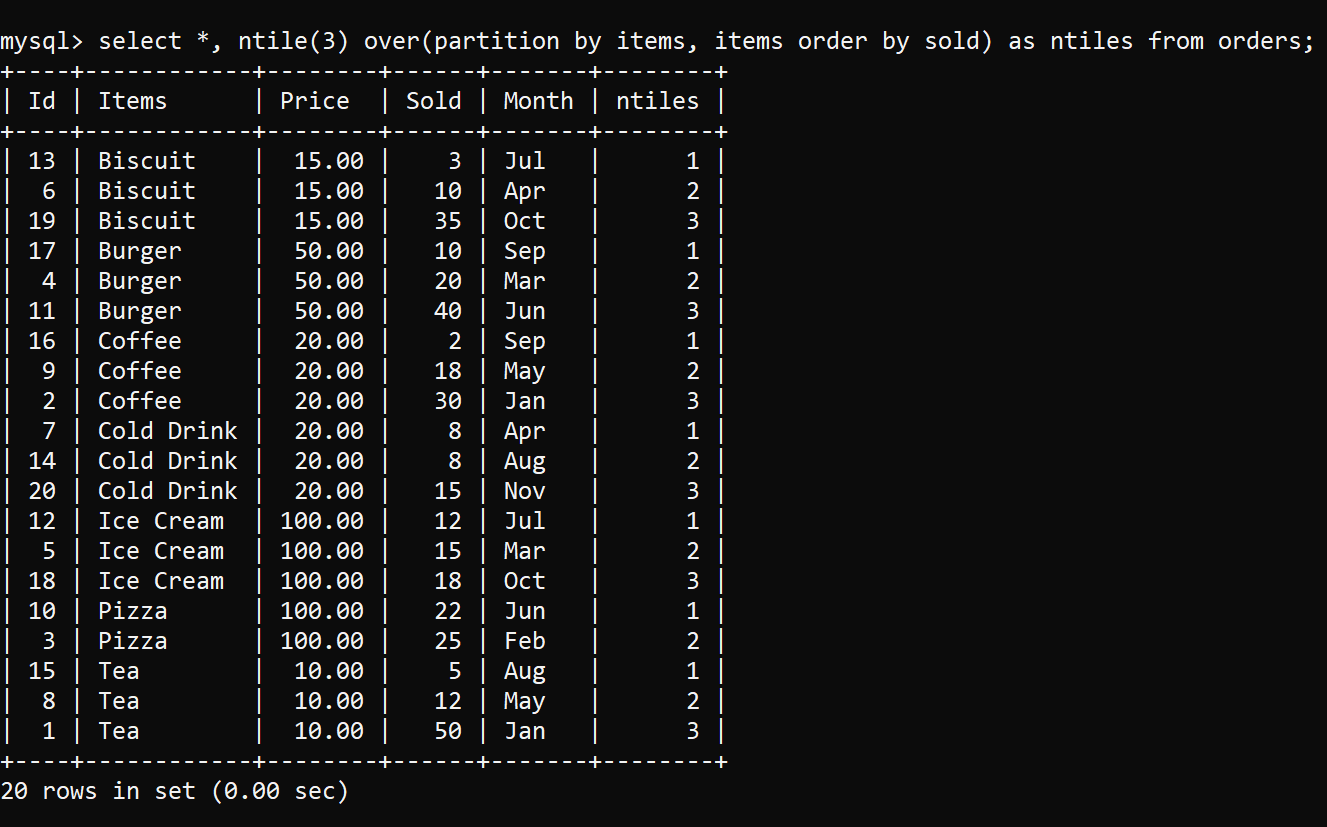 mysql> select *, ntile(3) over(partition by items, items order by sold) as ntiles from orders;
+----+------------+--------+------+-------+--------+
| Id | Items      | Price  | Sold | Month | ntiles |
+----+------------+--------+------+-------+--------+
| 13 | Biscuit    |  15.00 |    3 | Jul   |      1 |
|  6 | Biscuit    |  15.00 |   10 | Apr   |      2 |
| 19 | Biscuit    |  15.00 |   35 | Oct   |      3 |
| 17 | Burger     |  50.00 |   10 | Sep   |      1 |
|  4 | Burger     |  50.00 |   20 | Mar   |      2 |
| 11 | Burger     |  50.00 |   40 | Jun   |      3 |
| 16 | Coffee     |  20.00 |    2 | Sep   |      1 |
|  9 | Coffee     |  20.00 |   18 | May   |      2 |
|  2 | Coffee     |  20.00 |   30 | Jan   |      3 |
|  7 | Cold Drink |  20.00 |    8 | Apr   |      1 |
| 14 | Cold Drink |  20.00 |    8 | Aug   |      2 |
| 20 | Cold Drink |  20.00 |   15 | Nov   |      3 |
| 12 | Ice Cream  | 100.00 |   12 | Jul   |      1 |
|  5 | Ice Cream  | 100.00 |   15 | Mar   |      2 |
| 18 | Ice Cream  | 100.00 |   18 | Oct   |      3 |
| 10 | Pizza      | 100.00 |   22 | Jun   |      1 |
|  3 | Pizza      | 100.00 |   25 | Feb   |      2 |
| 15 | Tea        |  10.00 |    5 | Aug   |      1 |
|  8 | Tea        |  10.00 |   12 | May   |      2 |
|  1 | Tea        |  10.00 |   50 | Jan   |      3 |
+----+------------+--------+------+-------+--------+
20 rows in set (0.00 sec)